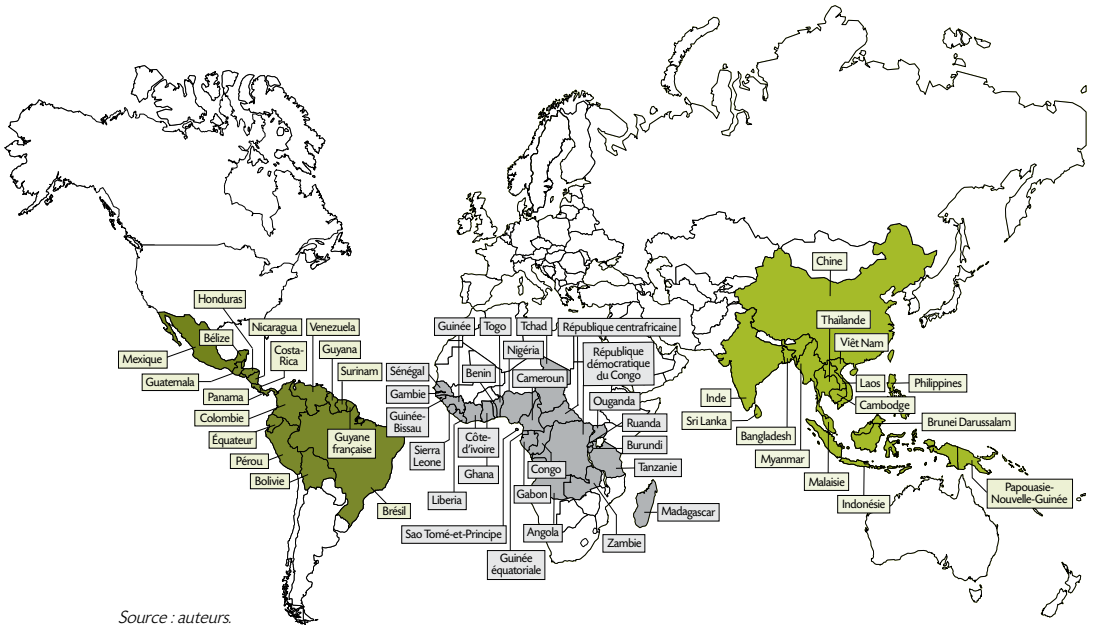 Honduras
Nicaragua
Venezuela
Bélize
Costa-
Rica
Guyana
Mexique
Guatemala
Surinam
Panama
Colombie
Équateur
Guyane
française
Pérou
Bolivie
Brésil
Guinée
Togo
Tchad
République centrafricaine
Nigéria
République
démocratique
du Congo
Sénégal
Benin
Cameroun
Gambie
Ouganda
Guinée-
Bissau
Ruanda
Côte-
d'ivoire
Burundi
Sierra
Leone
Ghana
Congo
Tanzanie
Liberia
Gabon
Madagascar
Sao Tomé-et-Principe
Angola
Zambie
Guinée
équatoriale
Chine
Thaïlande
Viêt Nam
Laos
Philippines
Inde
Cambodge
Sri Lanka
Brunei Darussalam
Bangladesh
Myanmar
Malaisie
Indonésie
Papouasie-
Nouvelle-Guinée
Source : auteurs.